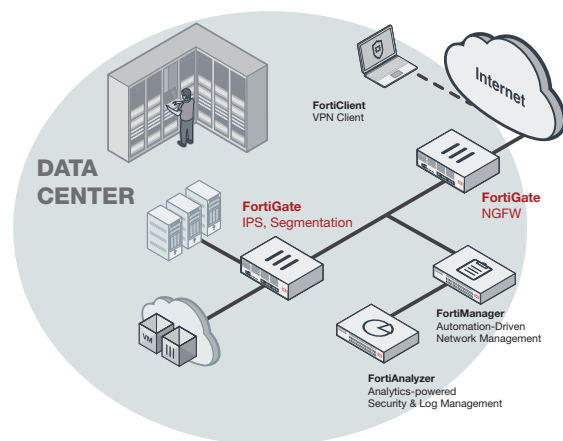 Internet
FortiClient
VPN Client
DATA
CENTER
FortiGate
IPS, Segmentation
FortiGate
NGFW
VM
FortiManager
Automation-Driven
Network Management
FortiAnalyzer
Analytics-powered
Security & Log Management